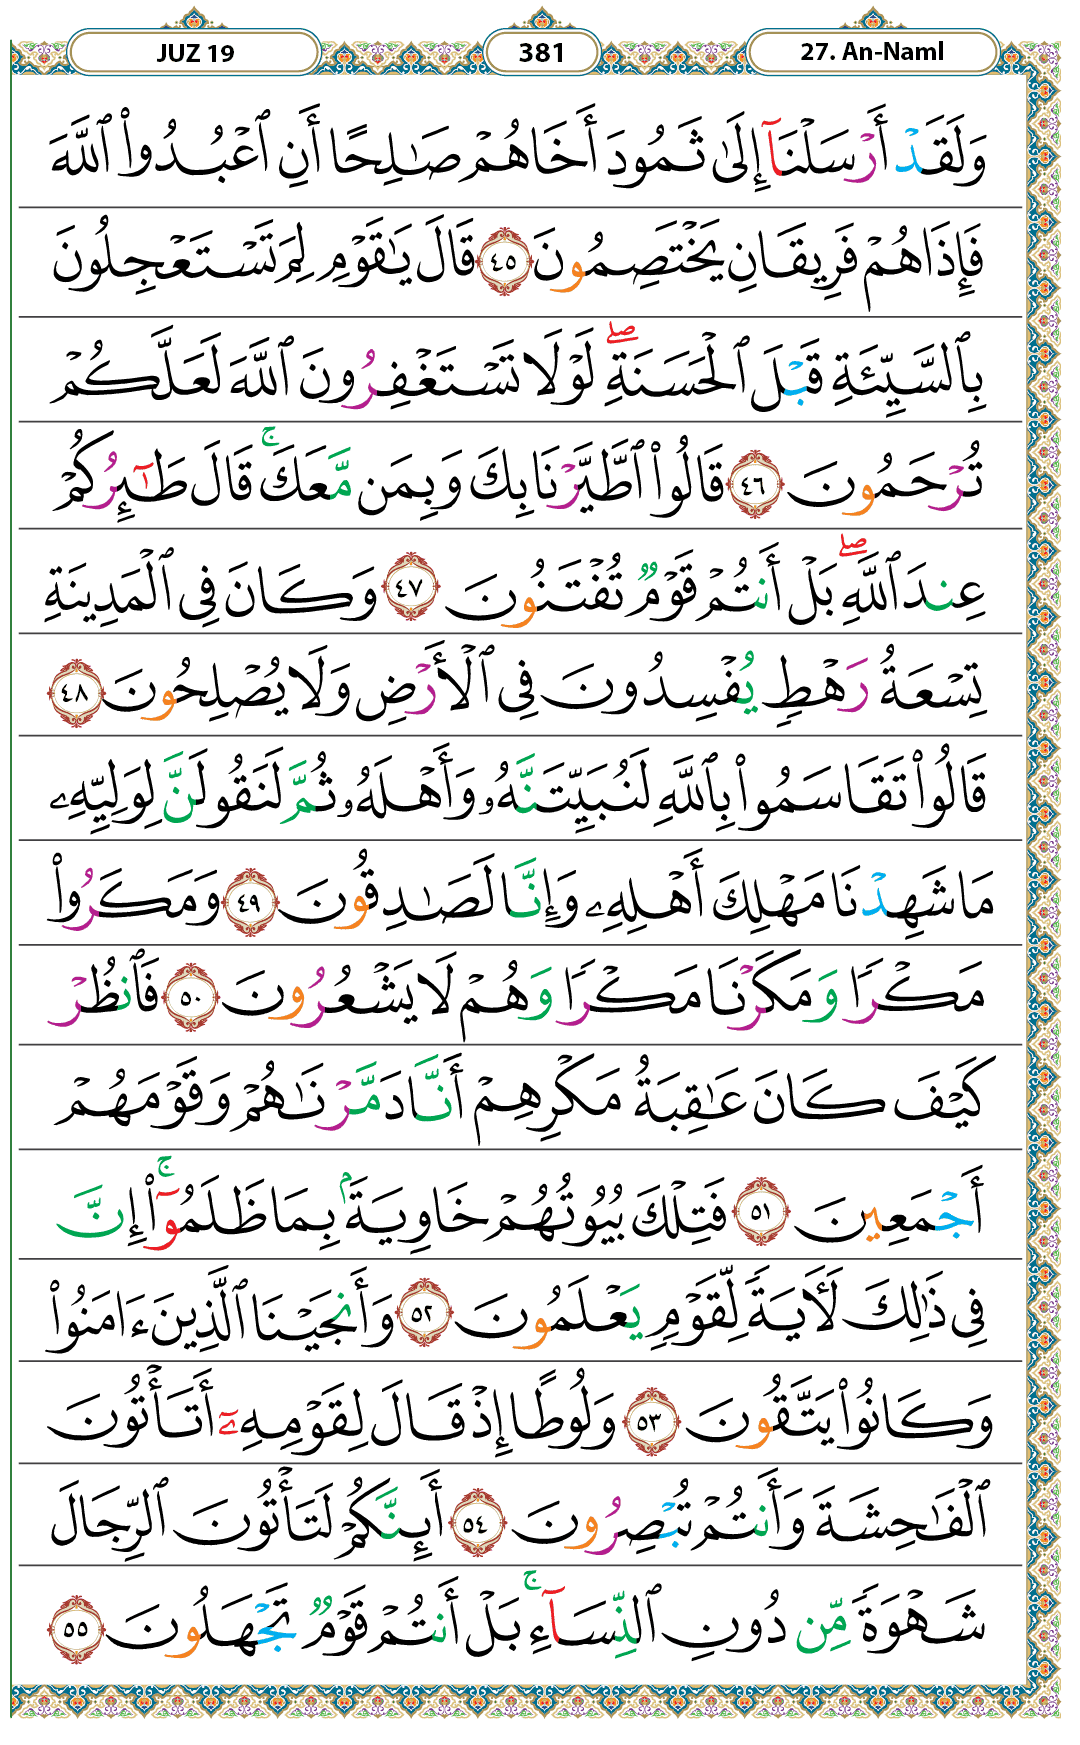 JUZ 19
381
27. An-Naml
وَلَقَدْ أَرْسَلْنَآ إِلَىٰ ثَمُودَ أَخَاهُمْ صَـٰلِحًا أَنِ ٱعْبُدُوا۟ ٱللَّهَ
فَإِذَا هُمْ فَرِيقَانِ يَخْتَصِمُونَ ٤٥ قَالَ يَـٰقَوْمِ لِمَ تَسْتَعْجِلُونَ
بِٱلسَّيِّئَةِ قَبْلَ ٱلْحَسَنَةِ ۖ لَوْلَا تَسْتَغْفِرُونَ ٱللَّهَ لَعَلَّكُمْ
تُرْحَمُونَ ٤٦ قَالُوا۟ ٱطَّيَّرْنَا بِكَ وَبِمَن مَّعَكَ ۚ قَالَ طَـٰٓئِرُكُمْ
عِندَ ٱللَّهِ ۖ بَلْ أَنتُمْ قَوْمٌ تُفْتَنُونَ ٤٧ وَكَانَ فِى ٱلْمَدِينَةِ
تِسْعَةُ رَهْطٍ يُفْسِدُونَ فِى ٱلْأَرْضِ وَلَا يُصْلِحُونَ ٤٨
قَالُوا۟ تَقَاسَمُوا۟ بِٱللَّهِ لَنُبَيِّتَنَّهُۥ وَأَهْلَهُۥ ثُمَّ لَنَقُولَنَّ لِوَلِيِّهِۦ
مَا شَهِدْنَا مَهْلِكَ أَهْلِهِۦ وَإِنَّا لَصَـٰدِقُونَ ٤٩ وَمَكَرُوا۟
مَكْرًا وَمَكَرْنَا مَكْرًا وَهُمْ لَا يَشْعُرُونَ ٥٠ فَٱنظُرْ
كَيْفَ كَانَ عَـٰقِبَةُ مَكْرِهِمْ أَنَّا دَمَّرْنَـٰهُمْ وَقَوْمَهُمْ
أَجْمَعِينَ ٥١ فَتِلْكَ بُيُوتُهُمْ خَاوِيَةًۢ بِمَا ظَلَمُوٓا۟ ۚ إِنَّ
فِى ذَٰلِكَ لَـَٔايَةً لِّقَوْمٍ يَعْلَمُونَ ٥٢ وَأَنجَيْنَا ٱلَّذِينَ ءَامَنُوا۟
وَكَانُوا۟ يَتَّقُونَ ٥٣ وَلُوطًا إِذْ قَالَ لِقَوْمِهِۦٓ أَتَأْتُونَ
ٱلْفَـٰحِشَةَ وَأَنتُمْ تُبْصِرُونَ ٥٤ أَئِنَّكُمْ لَتَأْتُونَ ٱلرِّجَالَ
شَهْوَةً مِّن دُونِ ٱلنِّسَآءِ ۚ بَلْ أَنتُمْ قَوْمٌ تَجْهَلُونَ ٥٥